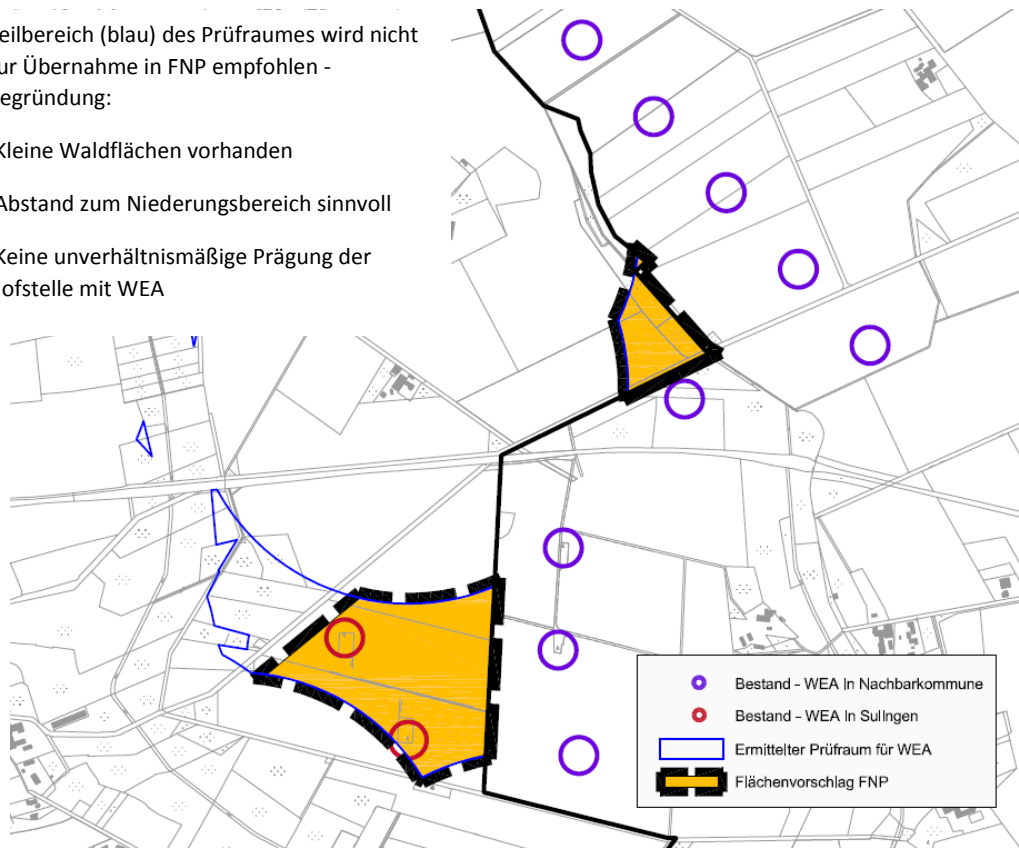 eilbereich (blau) des Prüfraumes wird nicht
ur Übernahme in FNP empfohlen -
egründung:
Kleine Waldflächen vorhanden
Abstand zum Niederungsbereich sinnvoll
Keine unverhältnismäßige Prägung der
ofstelle mit WEA
Bestand - WEA in Nachbarkommune
Bestand - WEA in Sulingen
Ermittelter Prüfraum für WEA
Flächenvorschlag FNP